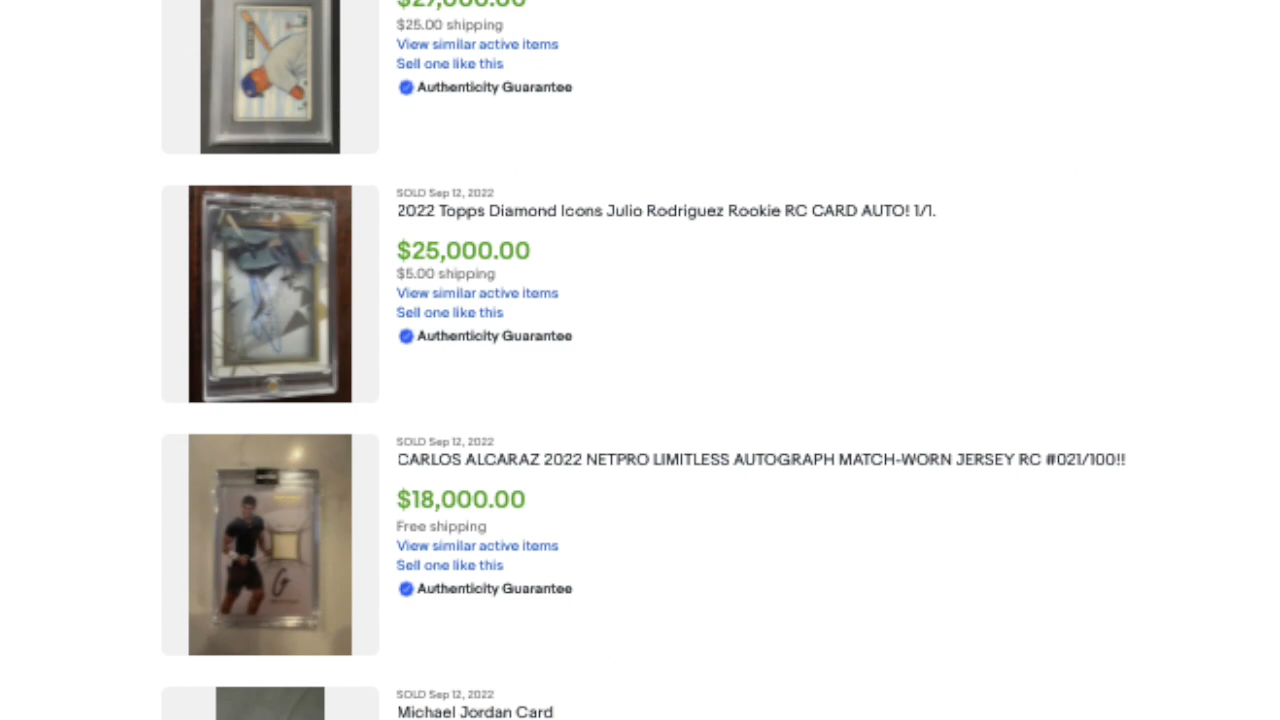 $27,000.00
$25.00 shipping
View similar active items
Sell one like this
Authenticity Guarantee
SOLD Sep 12, 2022
2022 Topps Diamond Icons Julio Rodriguez Rookie RC CARD AUTO! 1/1.
$25,000.00
$5.00 shipping
View similar active items
Sell one like this
Authenticity Guarantee
SOLD Sep 12, 2022
CARLOS ALCARAZ 2022 NETPRO LIMITLESS AUTOGRAPH MATCH-WORN JERSEY RC #021/100!!
$18,000.00
Free shipping
View similar active items
Sell one like this
Authenticity Guarantee
SOLD Sep 12, 2022
Michael Jordan Card